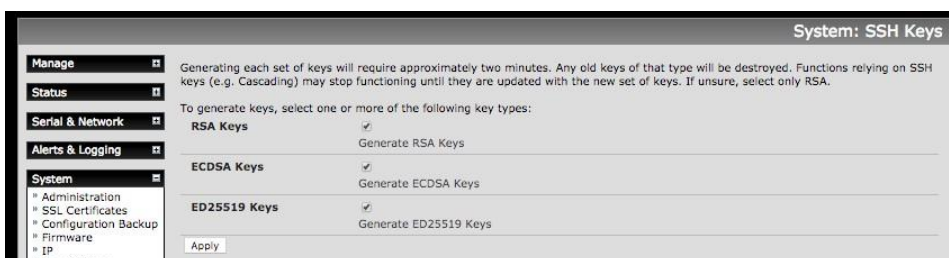 System: SSH Keys
Manage
Status
Serial & Network
Alerts & Logging
System
» Administration
» SSL Certificates
» Configuration Backup
» Firmware
» IP
Generating each set of keys will require approximately two minutes. Any old keys of that type will be destroyed. Functions relying on SSH
keys (e.g. Cascading) may stop functioning until they are updated with the new set of keys. If unsure, select only RSA.
To generate keys, select one or more of the following key types:
RSA Keys
Generate RSA Keys
ECDSA Keys
Generate ECDSA Keys
ED25519 Keys
Generate ED25519 Keys
Apply